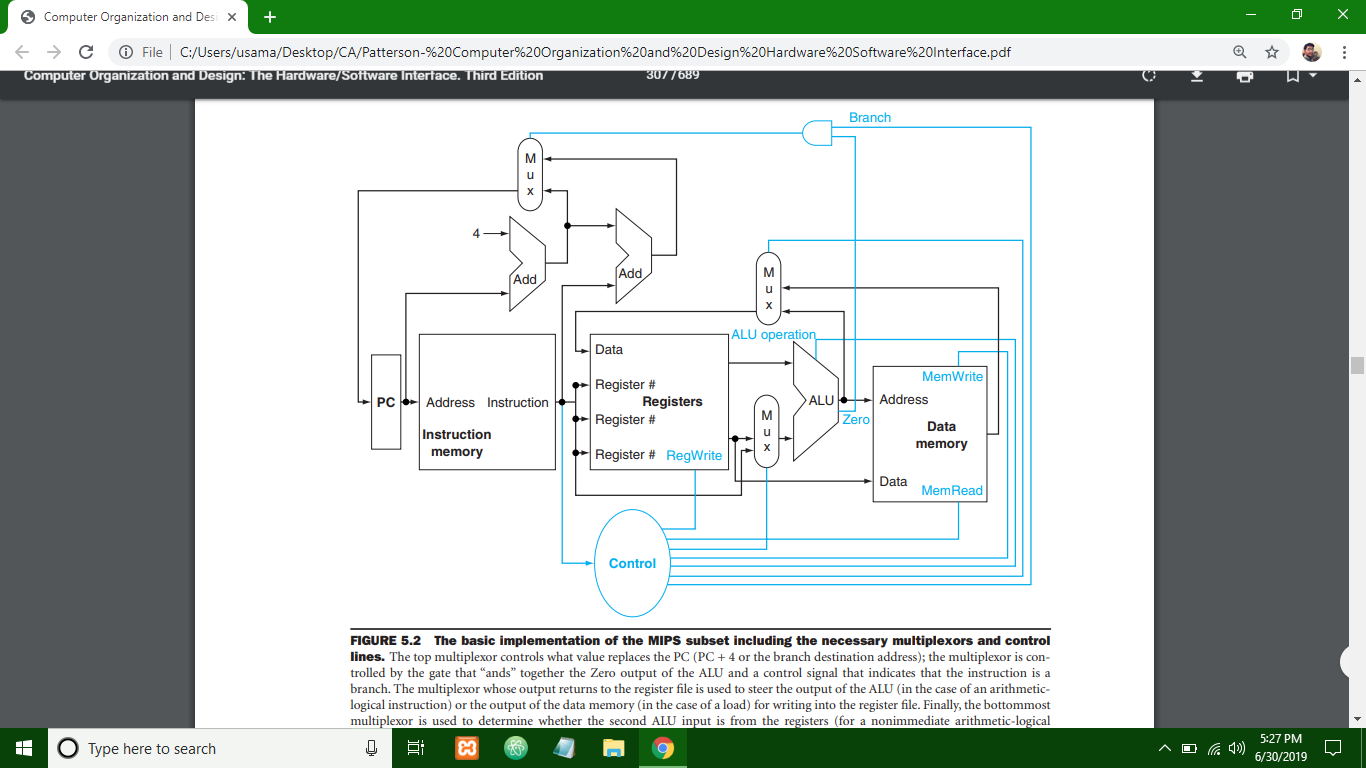 Computer Organization and Desi
File C:/Users/usama/Desktop/CA/Patterson-%20Computer%20Organization%20and%20Design%20Hardware%20Software%20Interface.pdf
Computer Organization and Design: The Hardware/Software Interface. Third Edition 307 / 689
Branch
Mux
4
Add
Add
Mux
ALU operation
Data
MemWrite
Register #
PC
Address Instruction
Registers
ALU
Address
Mux
Register #
Zero
Data memory
Instruction memory
Register # RegWrite
Data
MemRead
Control
FIGURE 5.2 The basic implementation of the MIPS subset including the necessary multiplexors and control
lines. The top multiplexor controls what value replaces the PC (PC + 4 or the branch destination address); the multiplexor is con-
trolled by the gate that “ands” together the Zero output of the ALU and a control signal that indicates that the instruction is a
branch. The multiplexor whose output returns to the register file is used to steer the output of the ALU (in the case of an arithmetic-
logical instruction) or the output of the data memory (in the case of a load) for writing into the register file. Finally, the bottommost
multiplexor is used to determine whether the second ALU input is from the registers (for a nonimmediate arithmetic-logical
Type here to search
5:27 PM
6/30/2019